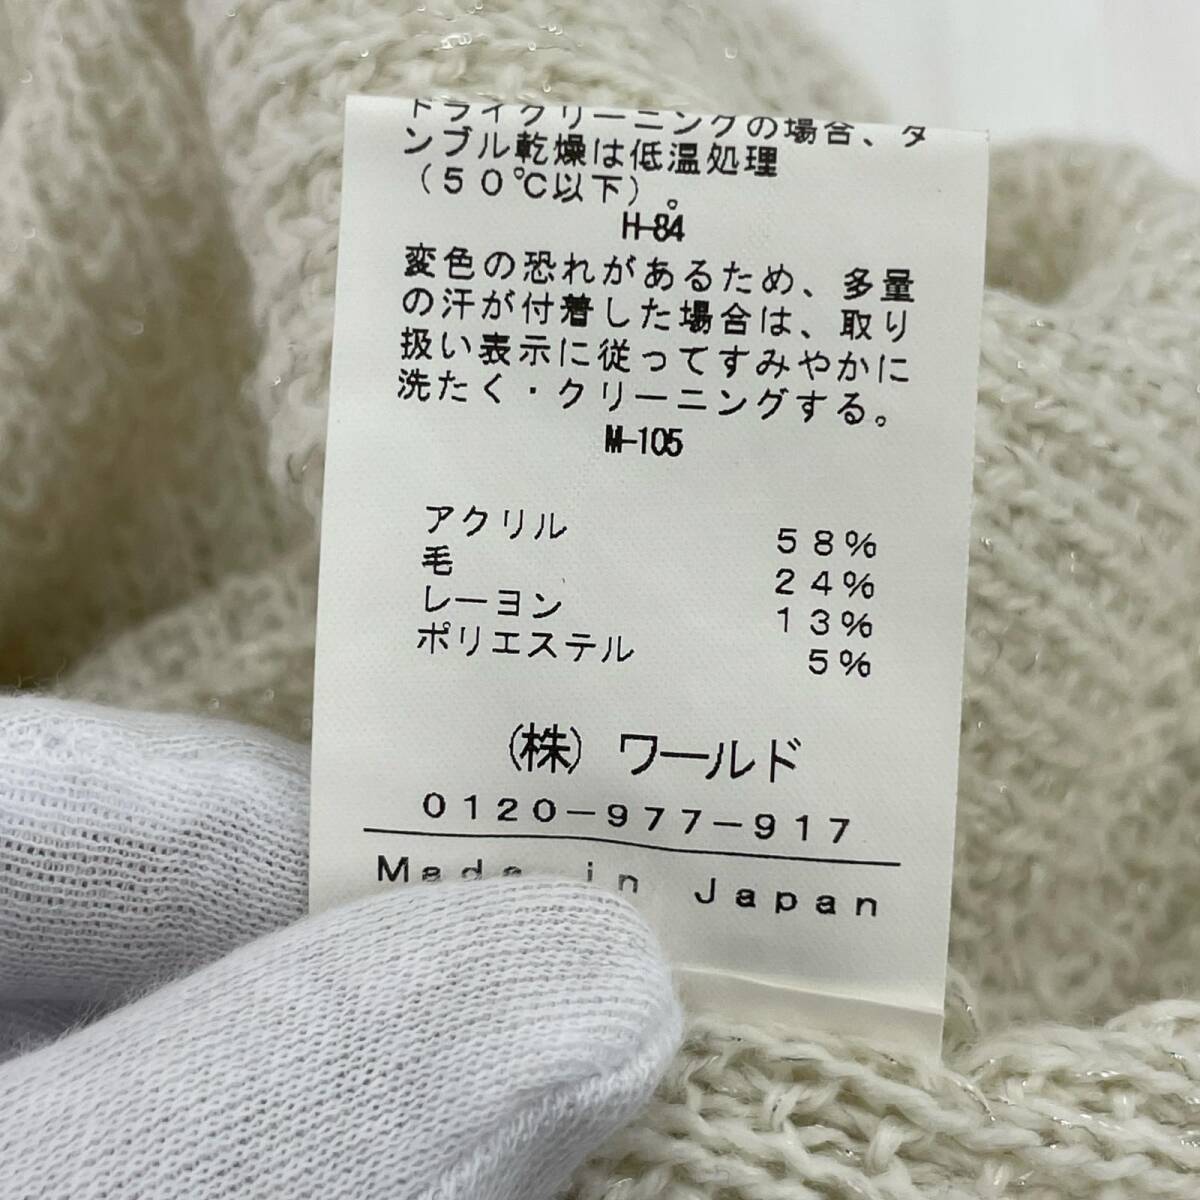 ドライクリーニングの場合、タ
ンブル乾燥は低温処理
(50℃以下)。
H-84
変色の恐れがあるため、多量
の汗が付着した場合は、取り
扱い表示に従ってすみやかに
洗たく・クリーニングする。
M-105
アクリル 58%
毛 24%
レーヨン 13%
ポリエステル 5%
(株)ワールド
0120-977-917
Made in Japan